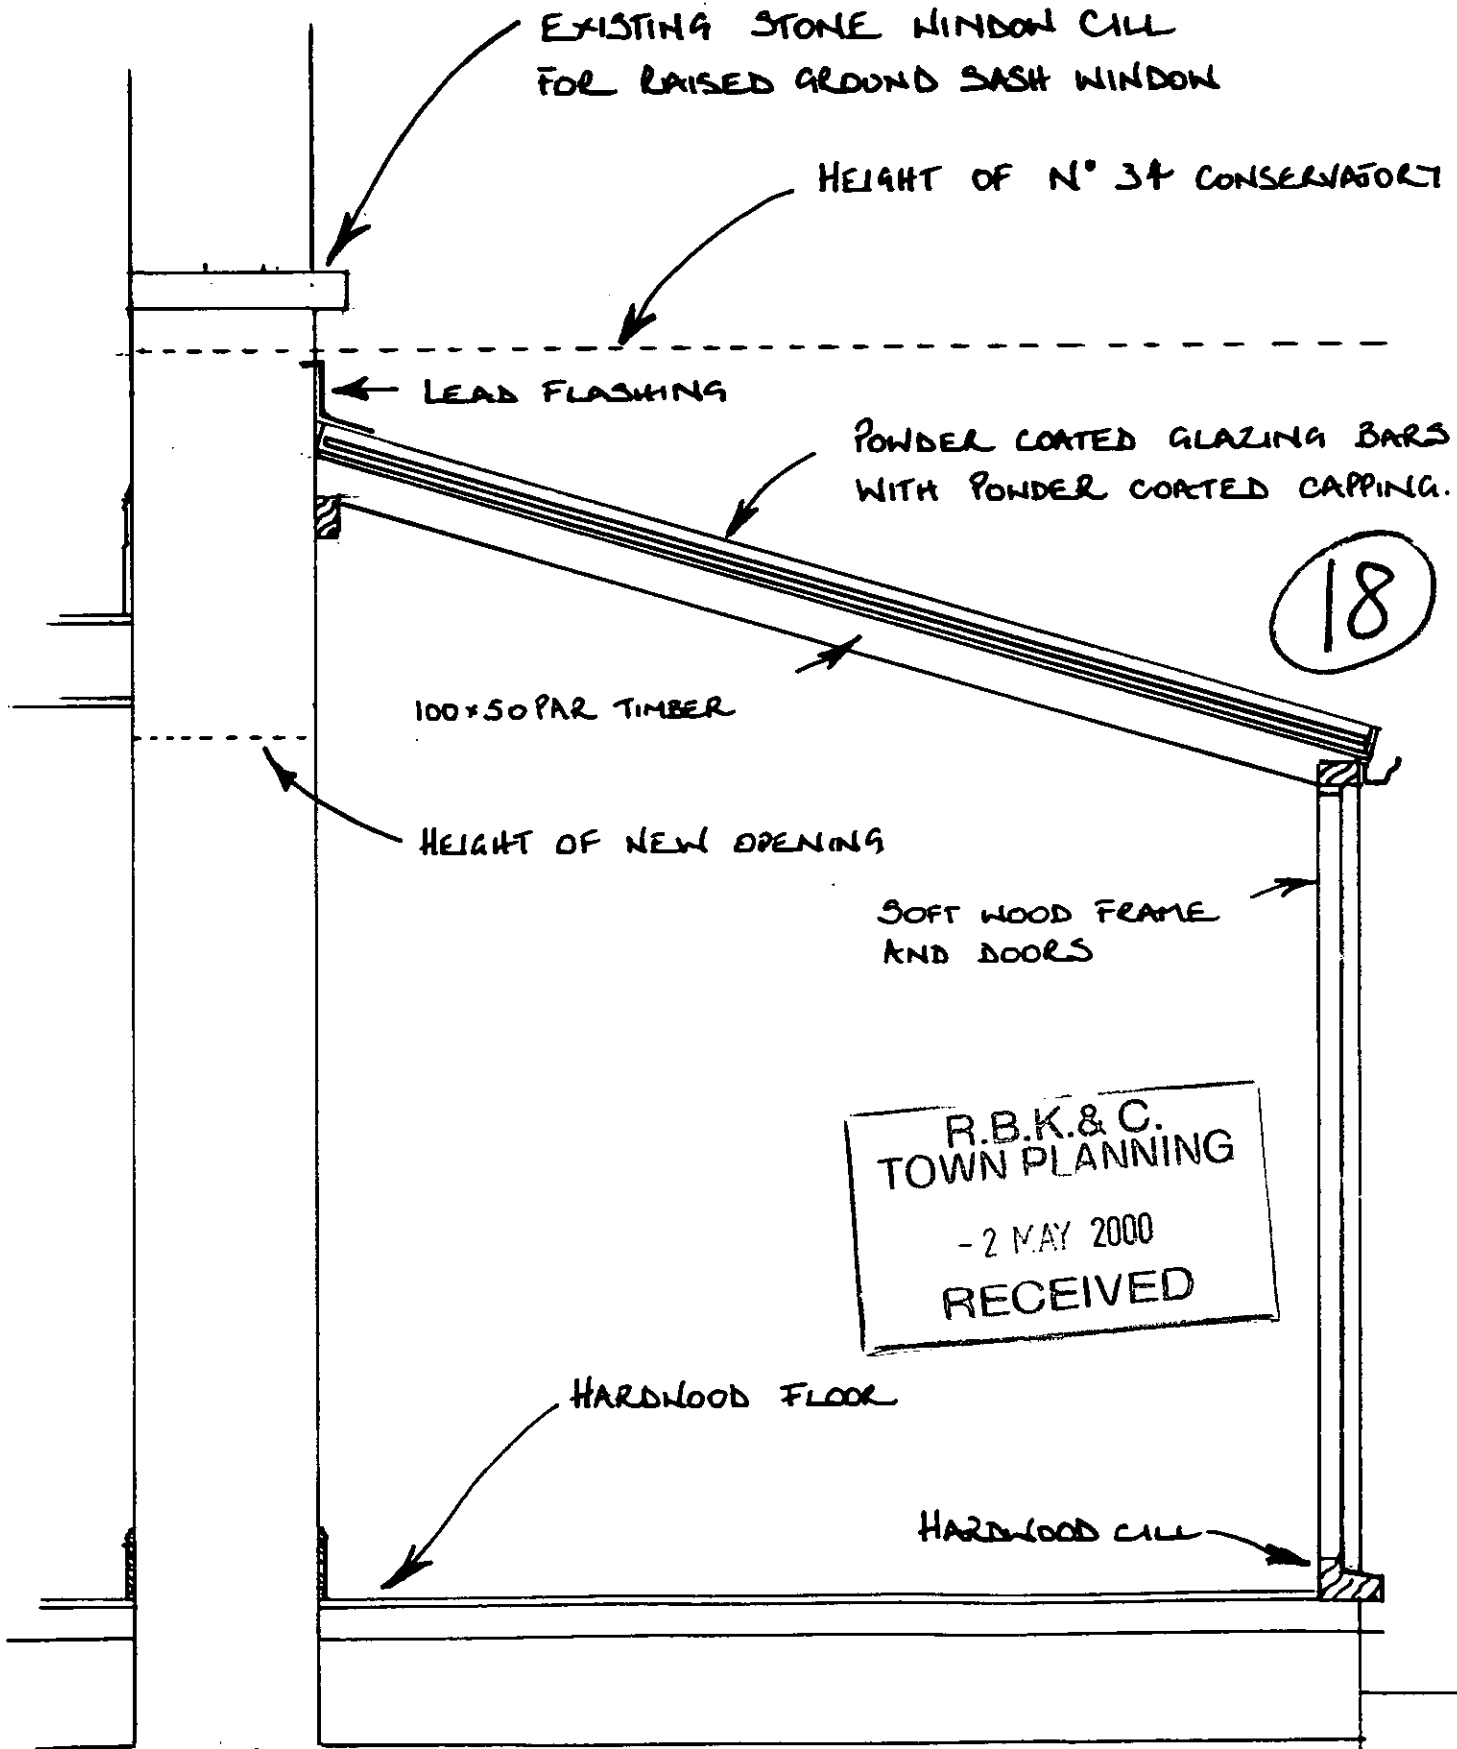 EXISTING STONE WINDOW CILL
FOR RAISED GROUND SASH WINDOW
HEIGHT OF N° 34 CONSERVATORY
LEAD FLASHING
POWDER COATED GLAZING BARS
WITH POWDER COATED CAPPING.
18
100x50 PAR TIMBER
HEIGHT OF NEW OPENING
SOFT WOOD FRAME
AND DOORS
R.B.K.& C.
TOWN PLANNING
- 2 MAY 2000
RECEIVED
HARDWOOD FLOOR
HARDWOOD CILL